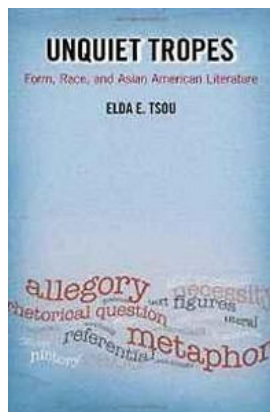 UNQUIET TROPES
Form, Race, and Asian American Literature
ELDA E. TSOU
allegory
necessity
figures
rhetorical question
literal
referential
metaphor
history